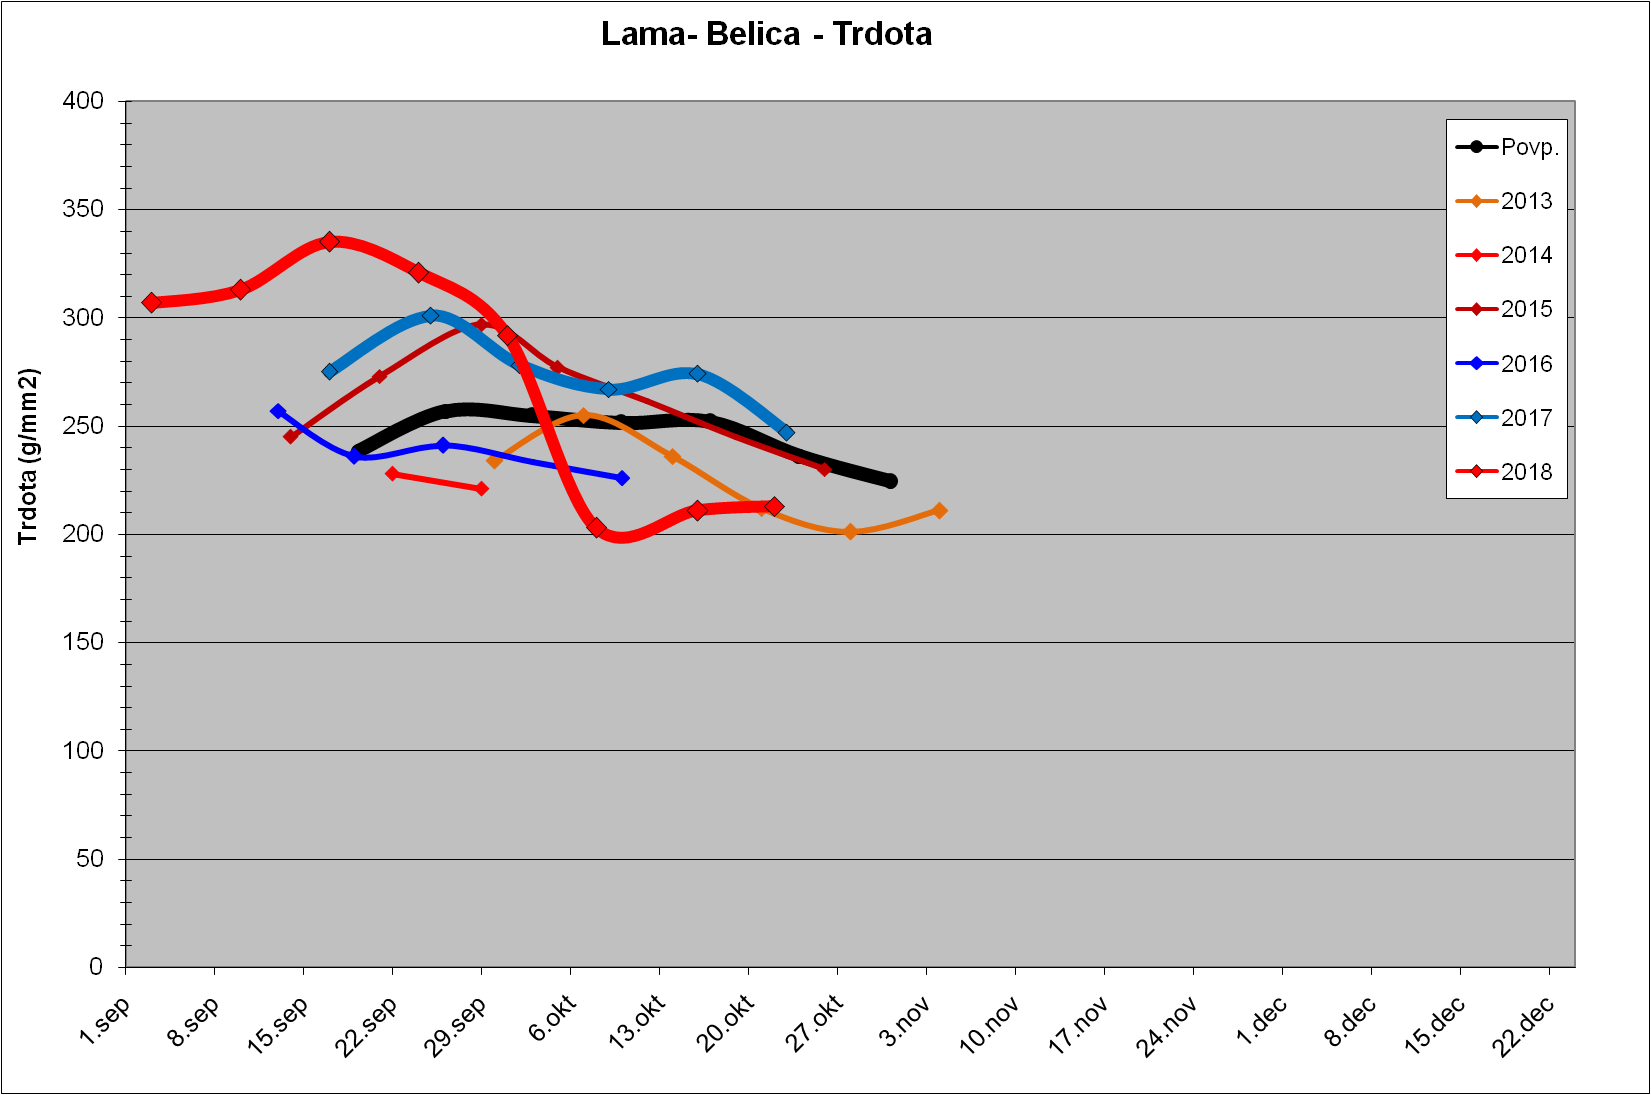 Lama- Belica - Trdota
400
350
300
250
200
150
100
50
0
Trdota (g/mm2)
1.sep
8.sep
15.sep
22.sep
29.sep
6.okt
13.okt
20.okt
27.okt
3.nov
10.nov
17.nov
24.nov
1.dec
8.dec
15.dec
22.dec
Povp.
2013
2014
2015
2016
2017
2018